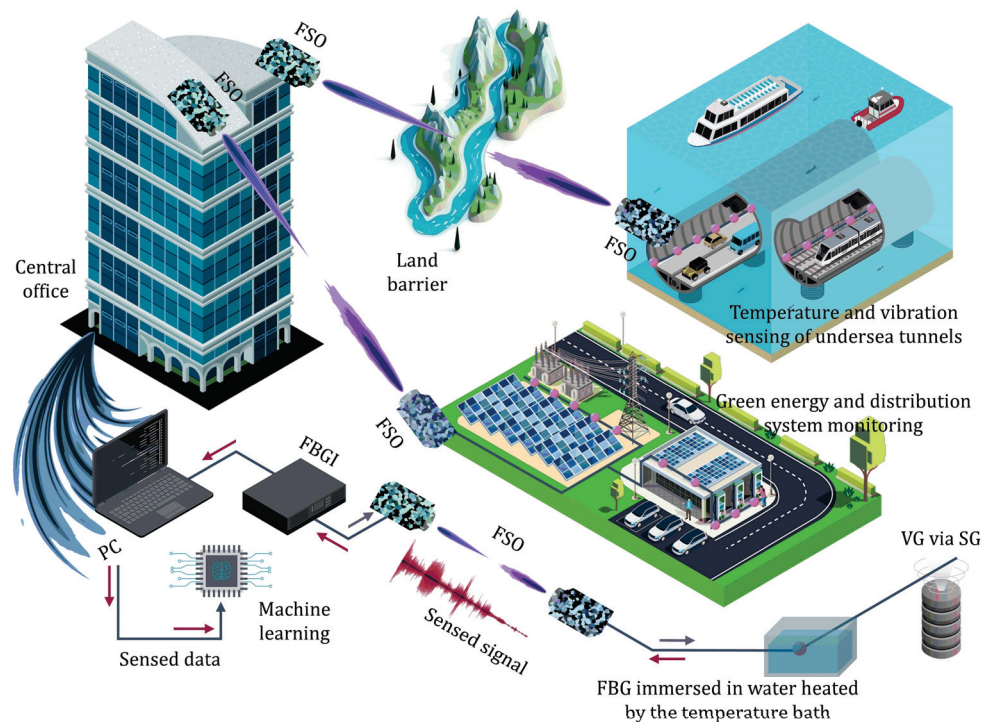 FSO
FSO
FSO
Central
office
Land
barrier
Temperature and vibration
sensing of undersea tunnels
Green energy and distribution
system monitoring
FSO
FBGI
PC
FSO
VG via SG
Machine
learning
Sensed signal
Sensed data
FBG immersed in water heated
by the temperature bath